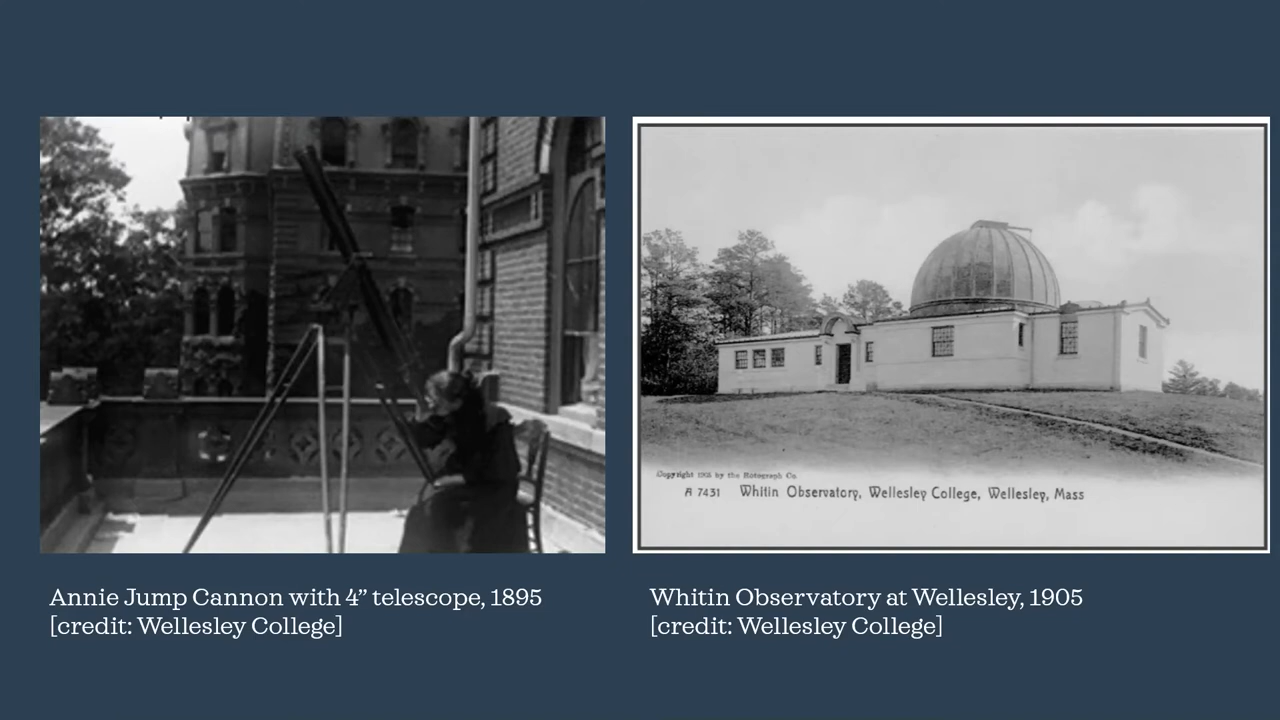 Copyright 1905 by the Rotograph Co.
A 7431 Whitin Observatory, Wellesley College, Wellesley, Mass
Annie Jump Cannon with 4” telescope, 1895
[credit: Wellesley College]
Whitin Observatory at Wellesley, 1905
[credit: Wellesley College]